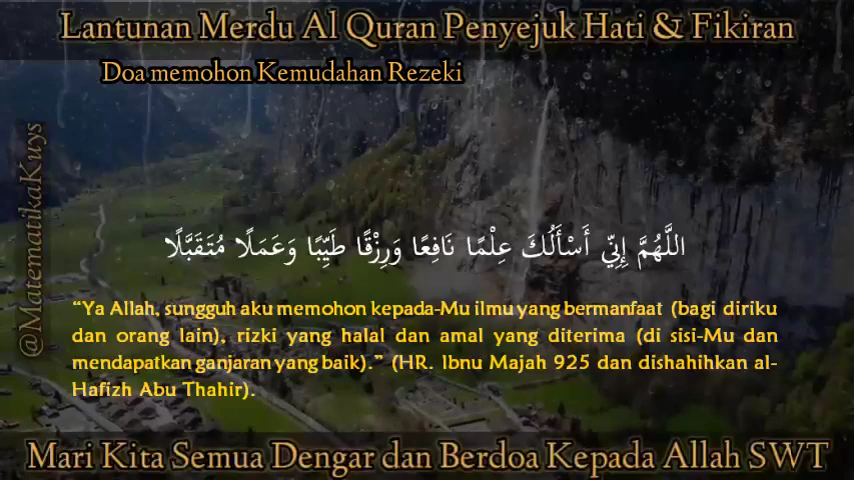 Lantunan Merdu Al Quran Penyejuk Hati & Fikiran
Doa memohon Kemudahan Rezeki
@MatematikaKuys
اللَّهُمَّ إِنِّي أَسْأَلُكَ عِلْمًا نَافِعًا وَرِزْقًا طَيِّبًا وَعَمَلًا مُتَقَبَّلًا
“Ya Allah, sungguh aku memohon kepada-Mu ilmu yang bermanfaat (bagi diriku
dan orang lain), rizki yang halal dan amal yang diterima (di sisi-Mu dan
mendapatkan ganjaran yang baik).” (HR. Ibnu Majah 925 dan dishahihkan al-
Hafizh Abu Thahir).
Mari Kita Semua Dengar dan Berdoa Kepada Allah SWT